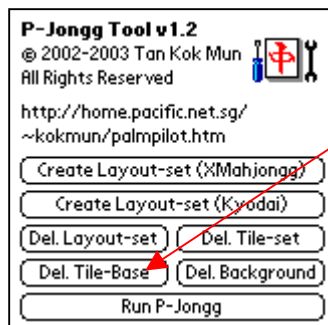 P-Jongg Tool v1.2
© 2002-2003 Tan Kok Mun
All Rights Reserved
http://home.pacific.net.sg/
~kokmun/palmpilot.htm
Create Layout-set (XMahjongg)
Create Layout-set (Kyodai)
Del. Layout-set Del. Tile-set
Del. Tile-Base Del. Background
Run P-Jongg